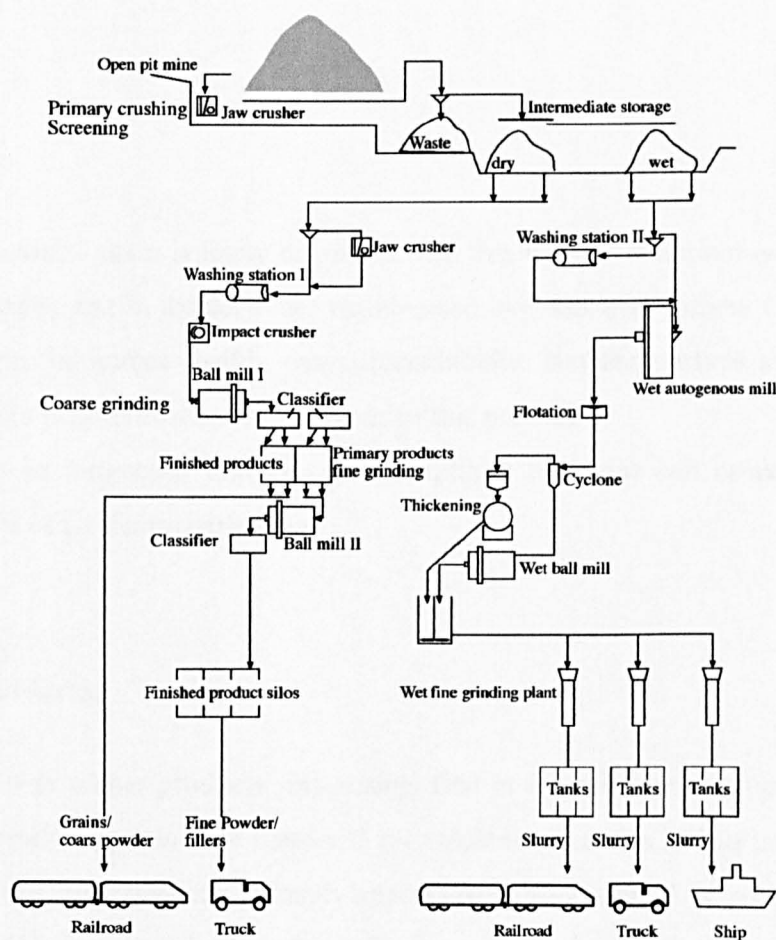 Open pit mine
Jaw crusher
Primary crushing
Screening
Intermediate storage
Waste
dry
wet
Jaw crusher
Washing station I
Washing station II
Impact crusher
Ball mill I
Classifier
Coarse grinding
Wet autogenous mill
Flotation
Finished products
Primary products
fine grinding
Cyclone
Thickening
Classifier
Ball mill II
Wet ball mill
Finished product silos
Wet fine grinding plant
Tanks
Tanks
Tanks
Grains/
coars powder
Fine Powder/
fillers
Slurry
Slurry
Slurry
Railroad
Truck
Railroad
Truck
Ship